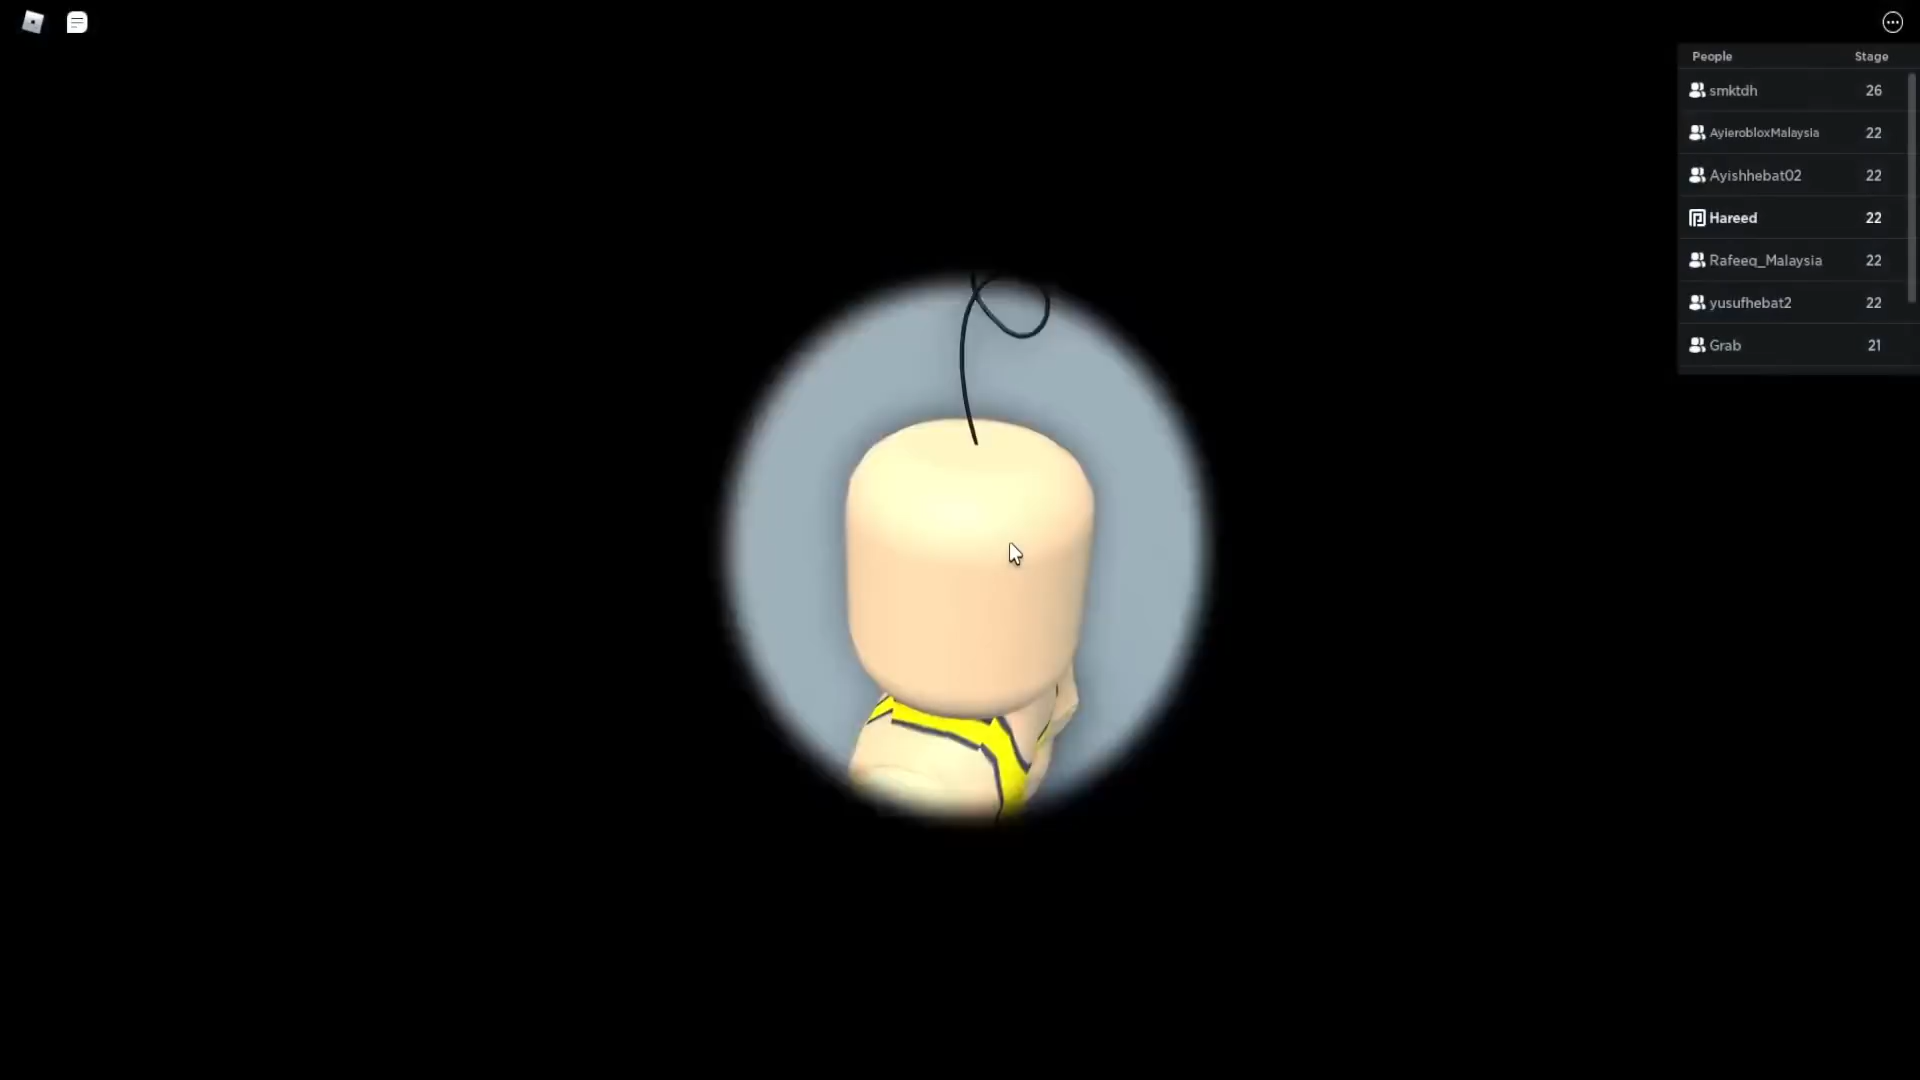 People Stage
smktdh 26
AyierobloxMalaysia 22
Ayishhebat02 22
Hareed 22
Rafeeq_Malaysia 22
yusufhebat2 22
Grab 21